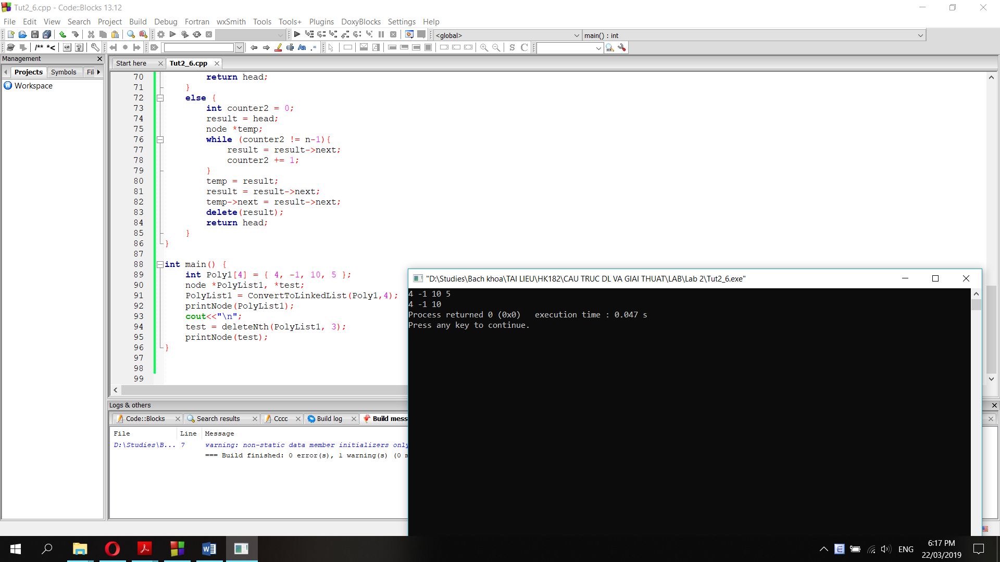 Tut2_6.cpp - Code::Blocks 13.12
File Edit View Search Project Build Debug Fortran wxSmith Tools Tools+ Plugins DoxyBlocks Settings Help
<global> main() : int
/** *<
Aa .* S C
Management
Start here Tut2_6.cpp
Projects Symbols Fil
Workspace
70 return head;
71 }
72 else {
73 int counter2 = 0;
74 result = head;
75 node *temp;
76 while (counter2 != n-1){
77 result = result->next;
78 counter2 += 1;
79 }
80 temp = result;
81 result = result->next;
82 temp->next = result->next;
83 delete(result);
84 return head;
85 }
86 }
87
88 int main() {
89 int Poly1[4] = { 4, -1, 10, 5 };
90 node *PolyList1, *test;
91 PolyList1 = ConvertToLinkedList(Poly1,4);
92 printNode(PolyList1);
93 cout<<"\n";
94 test = deleteNth(PolyList1, 3);
95 printNode(test);
96 }
97
98
99
"D:\Studies\Bach khoa\TAI LIEU\HK182\CAU TRUC DL VA GIAI THUAT\LAB\Lab 2\Tut2_6.exe"
4 -1 10 5
4 -1 10
Process returned 0 (0x0) execution time : 0.047 s
Press any key to continue.
Logs & others
Code::Blocks Search results Cccc Build log Build mess
File Line Message
D:\Studies\B... 7 warning: non-static data member initializers only
=== Build finished: 0 error(s), 1 warning(s) (0 m
ENG
6:17 PM
22/03/2019